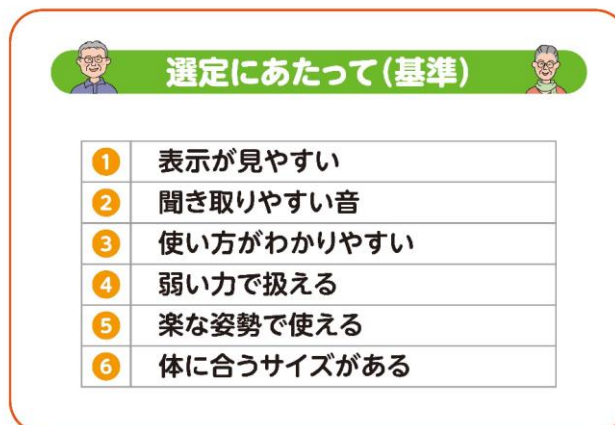 選定にあたって(基準)
1 表示が見やすい
2 聞き取りやすい音
3 使い方がわかりやすい
4 弱い力で扱える
5 楽な姿勢で使える
6 体に合うサイズがある